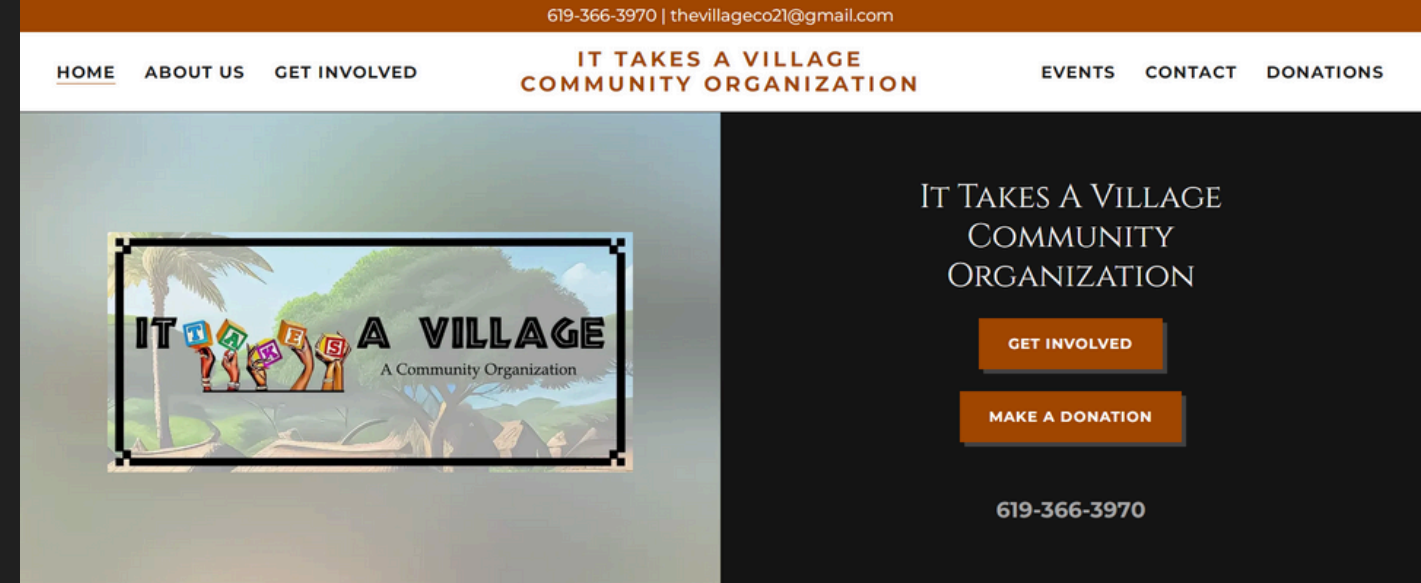 619-366-3970 | thevillageco21@gmail.com
HOME ABOUT US GET INVOLVED
IT TAKES A VILLAGE
COMMUNITY ORGANIZATION
EVENTS CONTACT DONATIONS
IT TAKES A VILLAGE
A Community Organization
IT TAKES A VILLAGE
COMMUNITY
ORGANIZATION
GET INVOLVED
MAKE A DONATION
619-366-3970